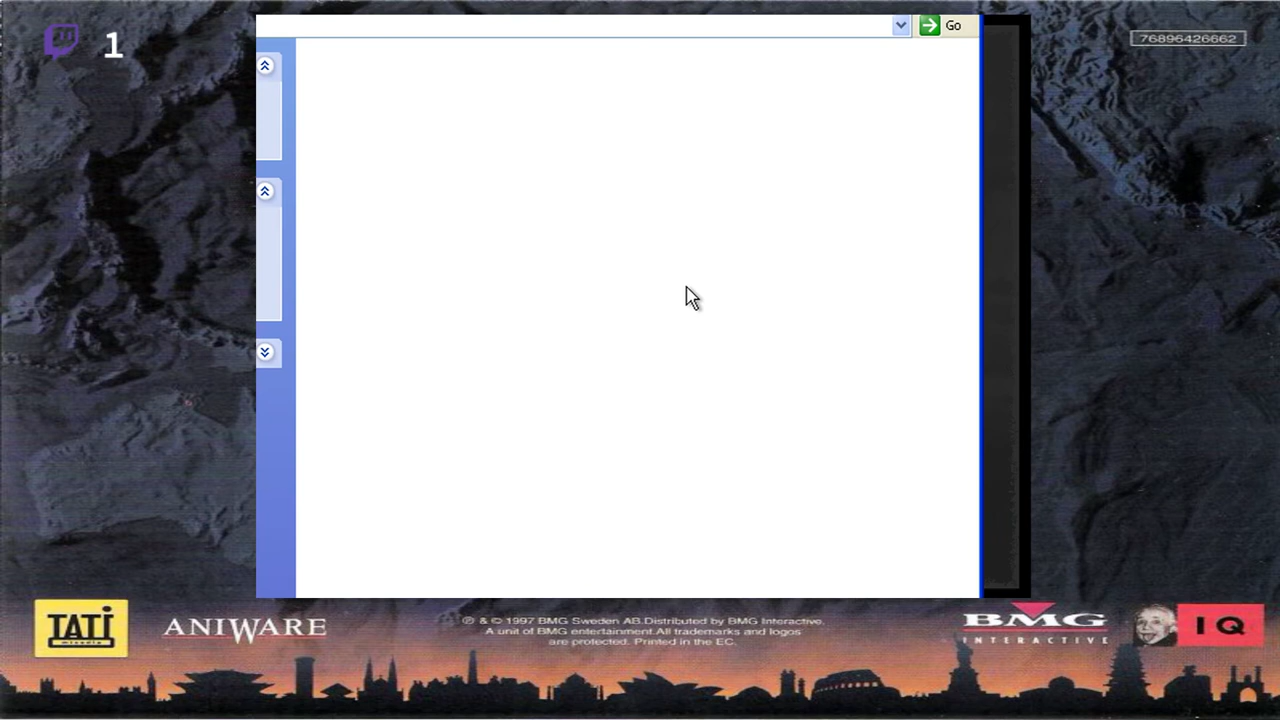 1
Go
76896426662
TATI
mixedia
ANIWARE
℗ & © 1997 BMG Sweden AB.Distributed by BMG Interactive.
A unit of BMG entertainment.All trademarks and logos
are protected. Printed in the EC.
BMG
INTERACTIVE
IQ